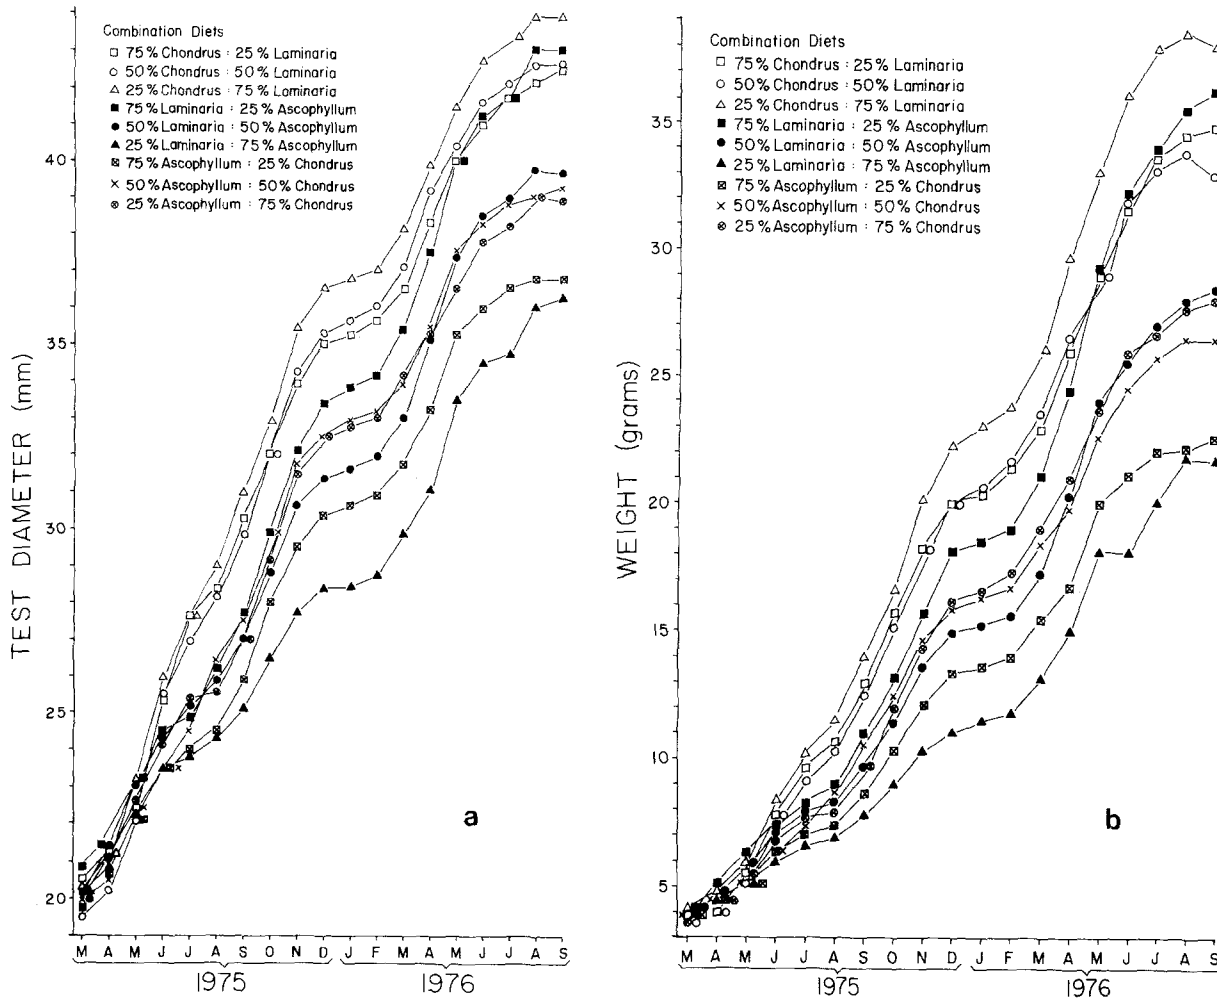 Combination Diets
75% Chondrus : 25% Laminaria
50% Chondrus : 50% Laminaria
25% Chondrus : 75% Laminaria
75% Laminaria : 25% Ascophyllum
50% Laminaria : 50% Ascophyllum
25% Laminaria : 75% Ascophyllum
75% Ascophyllum : 25% Chondrus
50% Ascophyllum : 50% Chondrus
25% Ascophyllum : 75% Chondrus
TEST DIAMETER (mm)
40
35
30
25
20
a
M A M J J A S O N D J F M A M J J A S
1975 1976
Combination Diets
75% Chondrus : 25% Laminaria
50% Chondrus : 50% Laminaria
25% Chondrus : 75% Laminaria
75% Laminaria : 25% Ascophyllum
50% Laminaria : 50% Ascophyllum
25% Laminaria : 75% Ascophyllum
75% Ascophyllum : 25% Chondrus
50% Ascophyllum : 50% Chondrus
25% Ascophyllum : 75% Chondrus
WEIGHT (grams)
35
30
25
20
15
10
5
b
M A M J J A S O N D J F M A M J J A S
1975 1976